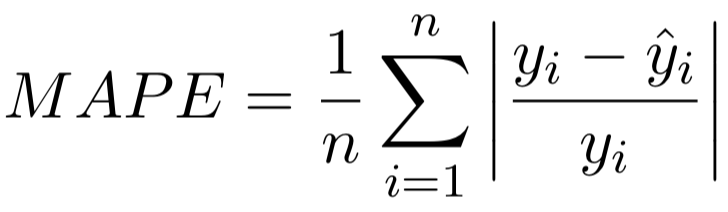 MAPE = \frac{1}{n} \sum_{i=1}^{n} \left| \frac{y_i - \hat{y}_i}{y_i} \right|